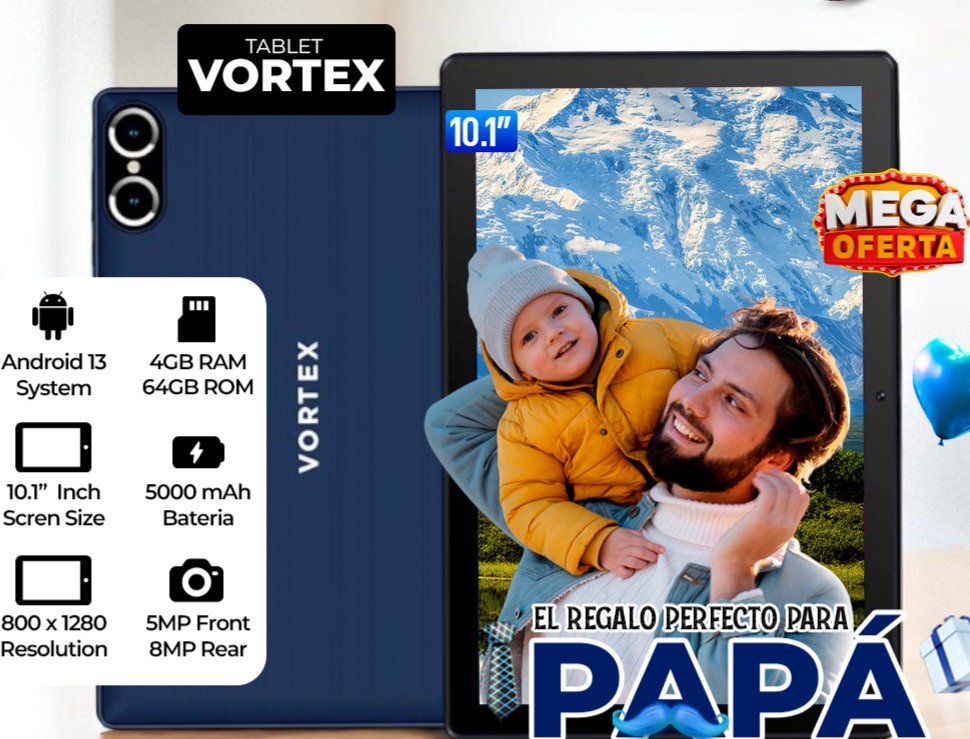 TABLET
VORTEX
10.1"
MEGA
OFERTA
Android 13
System
4GB RAM
64GB ROM
10.1” Inch
Scren Size
5000 mAh
Bateria
800 x 1280
Resolution
5MP Front
8MP Rear
VORTEX
EL REGALO PERFECTO PARA
PAPÁ